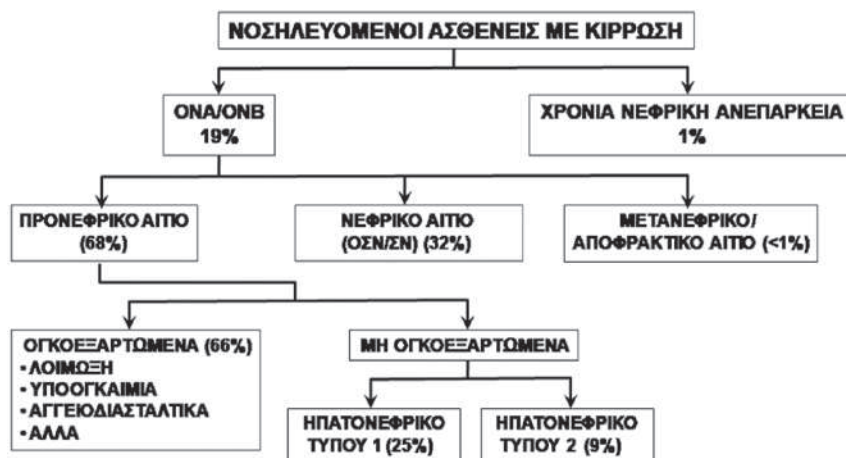 ΝΟΣΗΛΕΥΟΜΕΝΟΙ ΑΣΘΕΝΕΙΣ ΜΕ ΚΙΡΡΩΣΗ
ΟΝΑ/ΟΝΒ
19%
ΧΡΟΝΙΑ ΝΕΦΡΙΚΗ ΑΝΕΠΑΡΚΕΙΑ
1%
ΠΡΟΝΕΦΡΙΚΟ ΑΙΤΙΟ
(68%)
ΝΕΦΡΙΚΟ ΑΙΤΙΟ
(ΟΣΝ/ΣΝ) (32%)
ΜΕΤΑΝΕΦΡΙΚΟ/
ΑΠΟΦΡΑΚΤΙΚΟ ΑΙΤΙΟ (<1%)
ΟΓΚΟΕΞΑΡΤΩΜΕΝΑ (66%)
• ΛΟΙΜΩΞΗ
• ΥΠΟΟΓΚΑΙΜΙΑ
• ΑΓΓΕΙΟΔΙΑΣΤΑΛΤΙΚΑ
• ΑΛΛΑ
ΜΗ ΟΓΚΟΕΞΑΡΤΩΜΕΝΑ
ΗΠΑΤΟΝΕΦΡΙΚΟ
ΤΥΠΟΥ 1 (25%)
ΗΠΑΤΟΝΕΦΡΙΚΟ
ΤΥΠΟΥ 2 (9%)